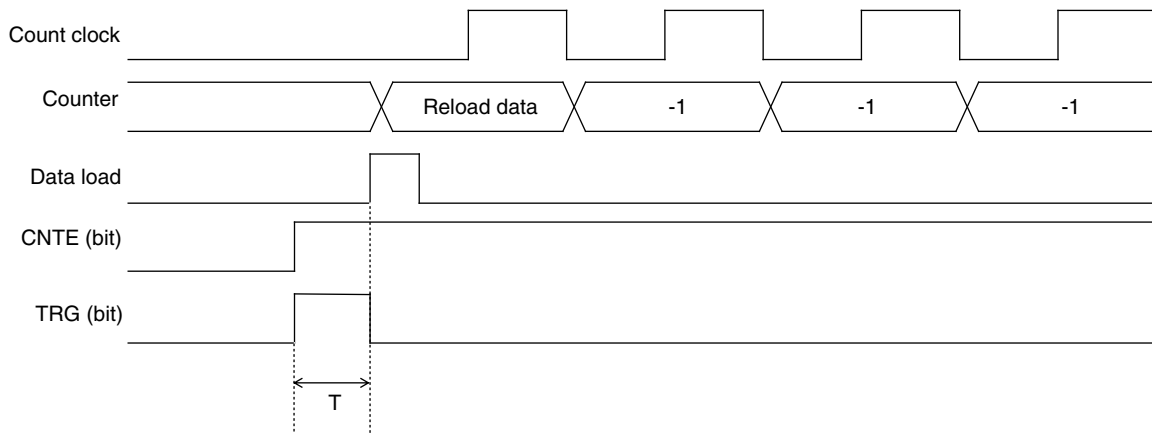 Count clock
Counter Reload data -1 -1 -1
Data load
CNTE (bit)
TRG (bit)
T